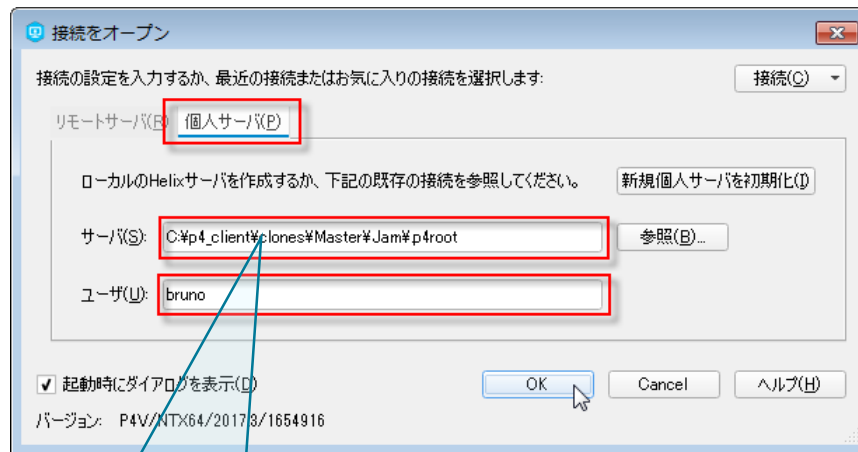 接続をオープン
接続の設定を入力するか、最近の接続またはお気に入りの接続を選択します: 接続(C)
リモートサーバ(R) 個人サーバ(P)
ローカルのHelixサーバを作成するか、下記の既存の接続を参照してください。 新規個人サーバを初期化(I)
サーバ(S): C:¥p4_client¥clones¥Master¥Jam¥p4root 参照(B)...
ユーザ(U): bruno
起動時にダイアログを表示(D) OK Cancel ヘルプ(H)
バージョン: P4V/NTX64/2017.3/1654916